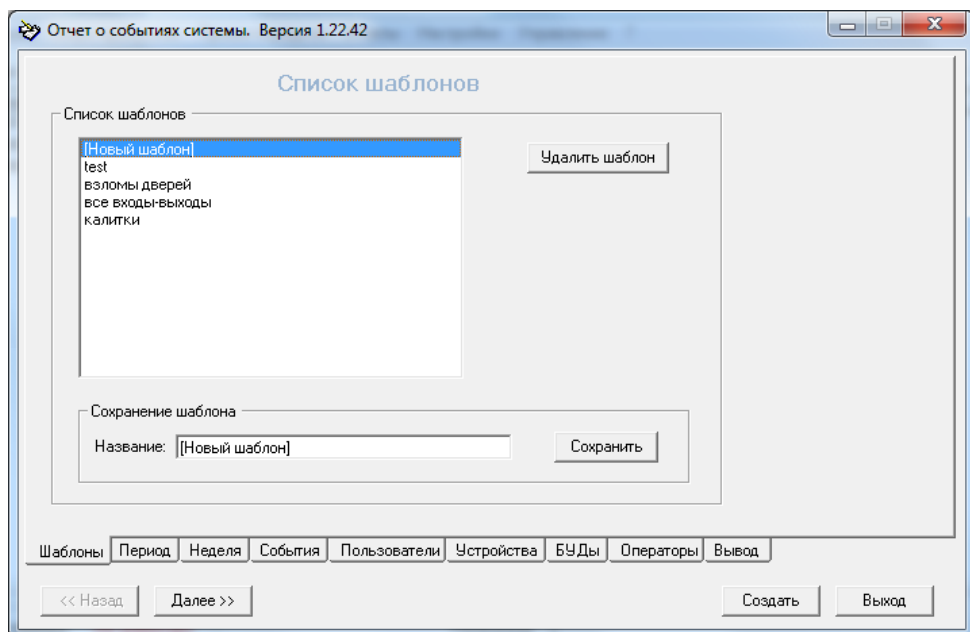 Отчет о событиях системы. Версия 1.22.42
Список шаблонов
Список шаблонов
[Новый шаблон]
Удалить шаблон
test
взломы дверей
все входы-выходы
калитки
Сохранение шаблона
Название: [Новый шаблон] Сохранить
Шаблоны Период Неделя События Пользователи Устройства БУДы Операторы Вывод
<< Назад Далее >> Создать Выход